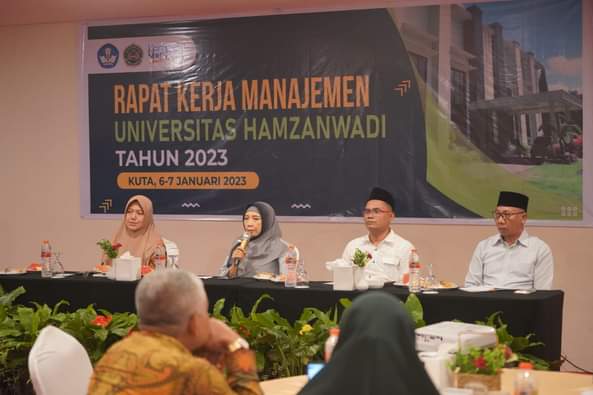 RAPAT KERJA MANAJEMEN
UNIVERSITAS HAMZANWADI
TAHUN 2023
KUTA, 6-7 JANUARI 2023